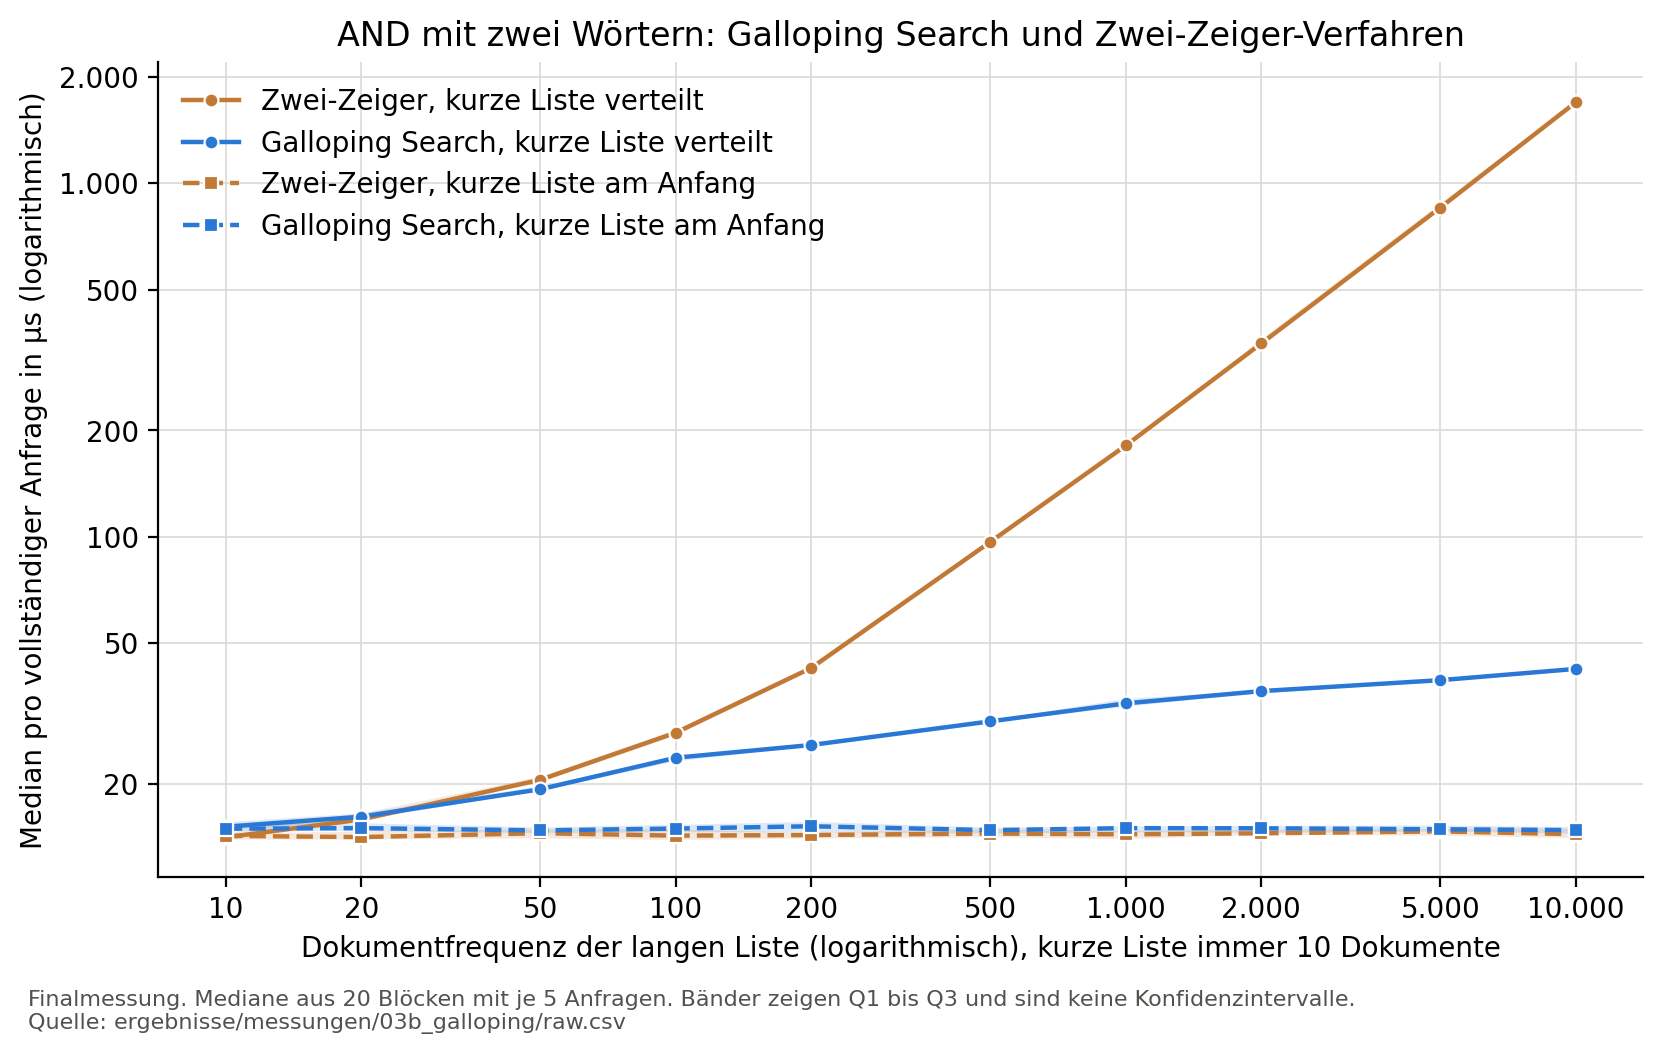 AND mit zwei Wörtern: Galloping Search und Zwei-Zeiger-Verfahren
Median pro vollständiger Anfrage in µs (logarithmisch)
2.000
1.000
500
200
100
50
20
Zwei-Zeiger, kurze Liste verteilt
Galloping Search, kurze Liste verteilt
Zwei-Zeiger, kurze Liste am Anfang
Galloping Search, kurze Liste am Anfang
10 20 50 100 200 500 1.000 2.000 5.000 10.000
Dokumentfrequenz der langen Liste (logarithmisch), kurze Liste immer 10 Dokumente
Finalmessung. Mediane aus 20 Blöcken mit je 5 Anfragen. Bänder zeigen Q1 bis Q3 und sind keine Konfidenzintervalle.
Quelle: ergebnisse/messungen/03b_galloping/raw.csv